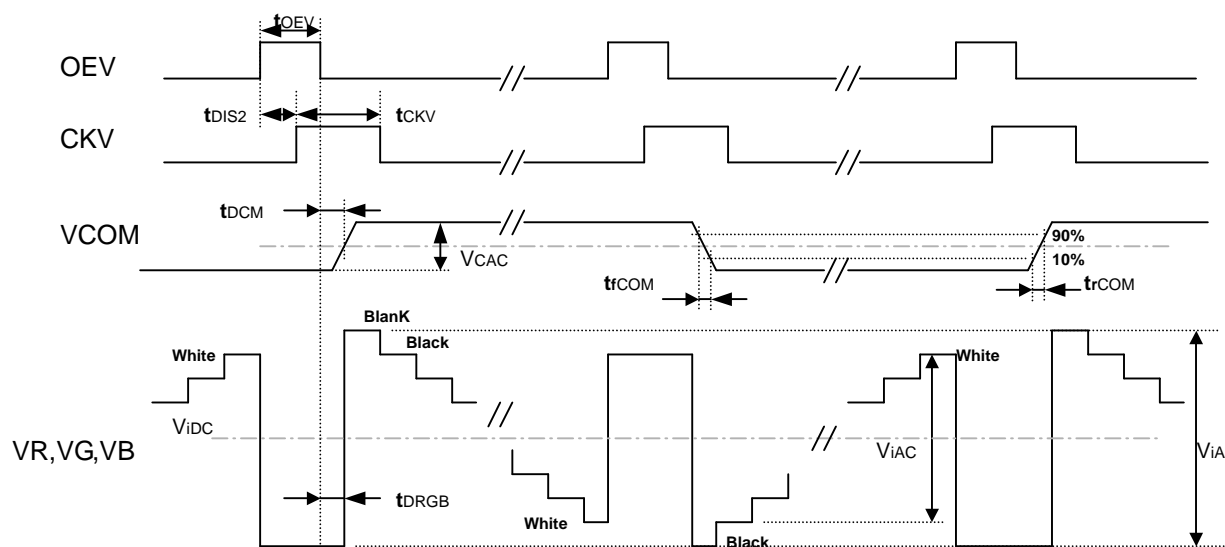 tOEV
OEV
tDIS2
tCKV
CKV
tDCM
VCOM
90%
VCAC
10%
tfCOM
trCOM
BlanK
White
Black
White
ViDC
VR,VG,VB
ViAC
ViA
tDRGB
White
Black